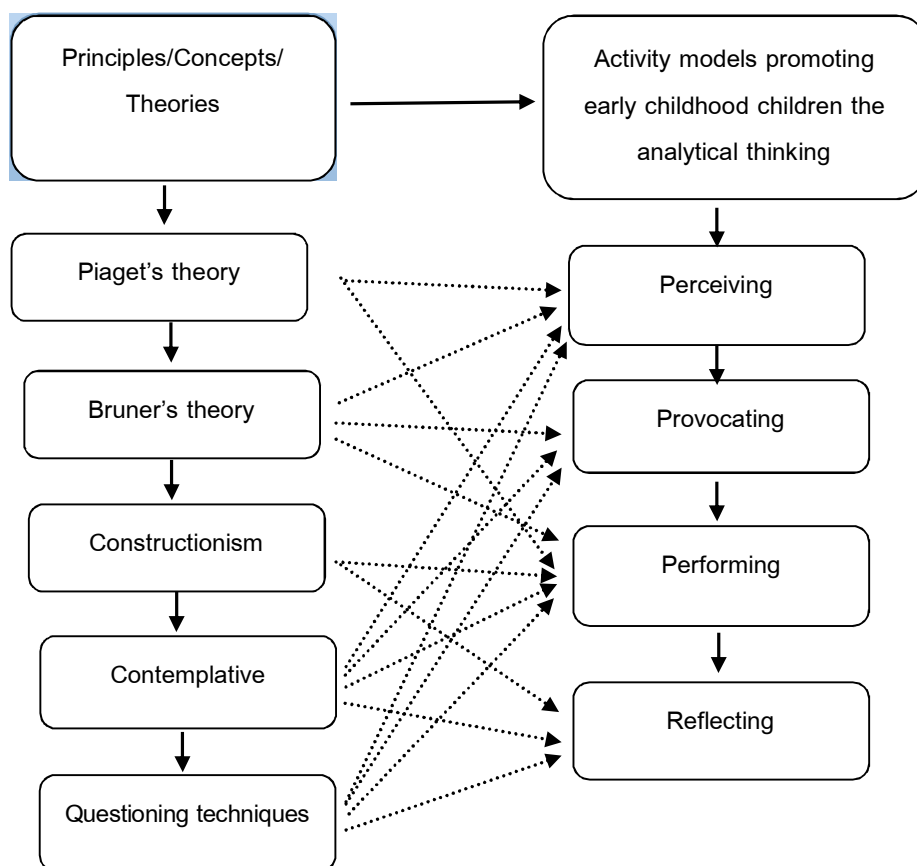 Principles/Concepts/
Theories
Activity models promoting
early childhood children the
analytical thinking
Piaget's theory
Bruner's theory
Constructionism
Contemplative
Questioning techniques
Perceiving
Provocating
Performing
Reflecting